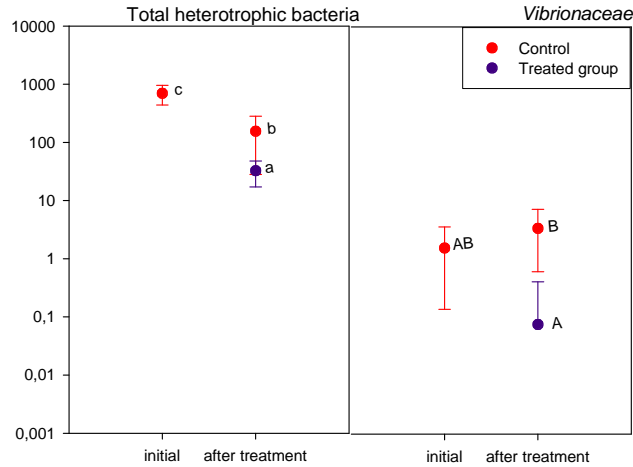 Total heterotrophic bacteria
Vibrionaceae
10000
1000
100
10
1
0,1
0,01
0,001
Control
Treated group
c
b
a
AB
B
A
initial
after treatment
initial
after treatment